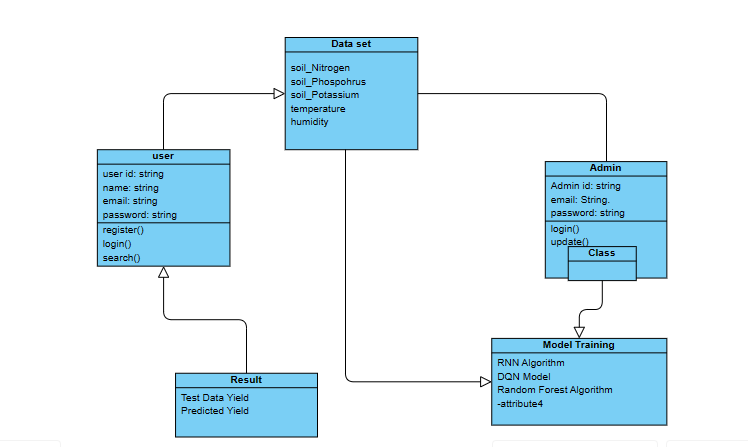 Data set
soil_Nitrogen
soil_Phospohrus
soil_Potassium
temperature
humidity
user
user id: string
name: string
email: string
password: string
register()
login()
search()
Admin
Admin id: string
email: String.
password: string
login()
update()
Class
Model Training
RNN Algorithm
DQN Model
Random Forest Algorithm
-attribute4
Result
Test Data Yield
Predicted Yield